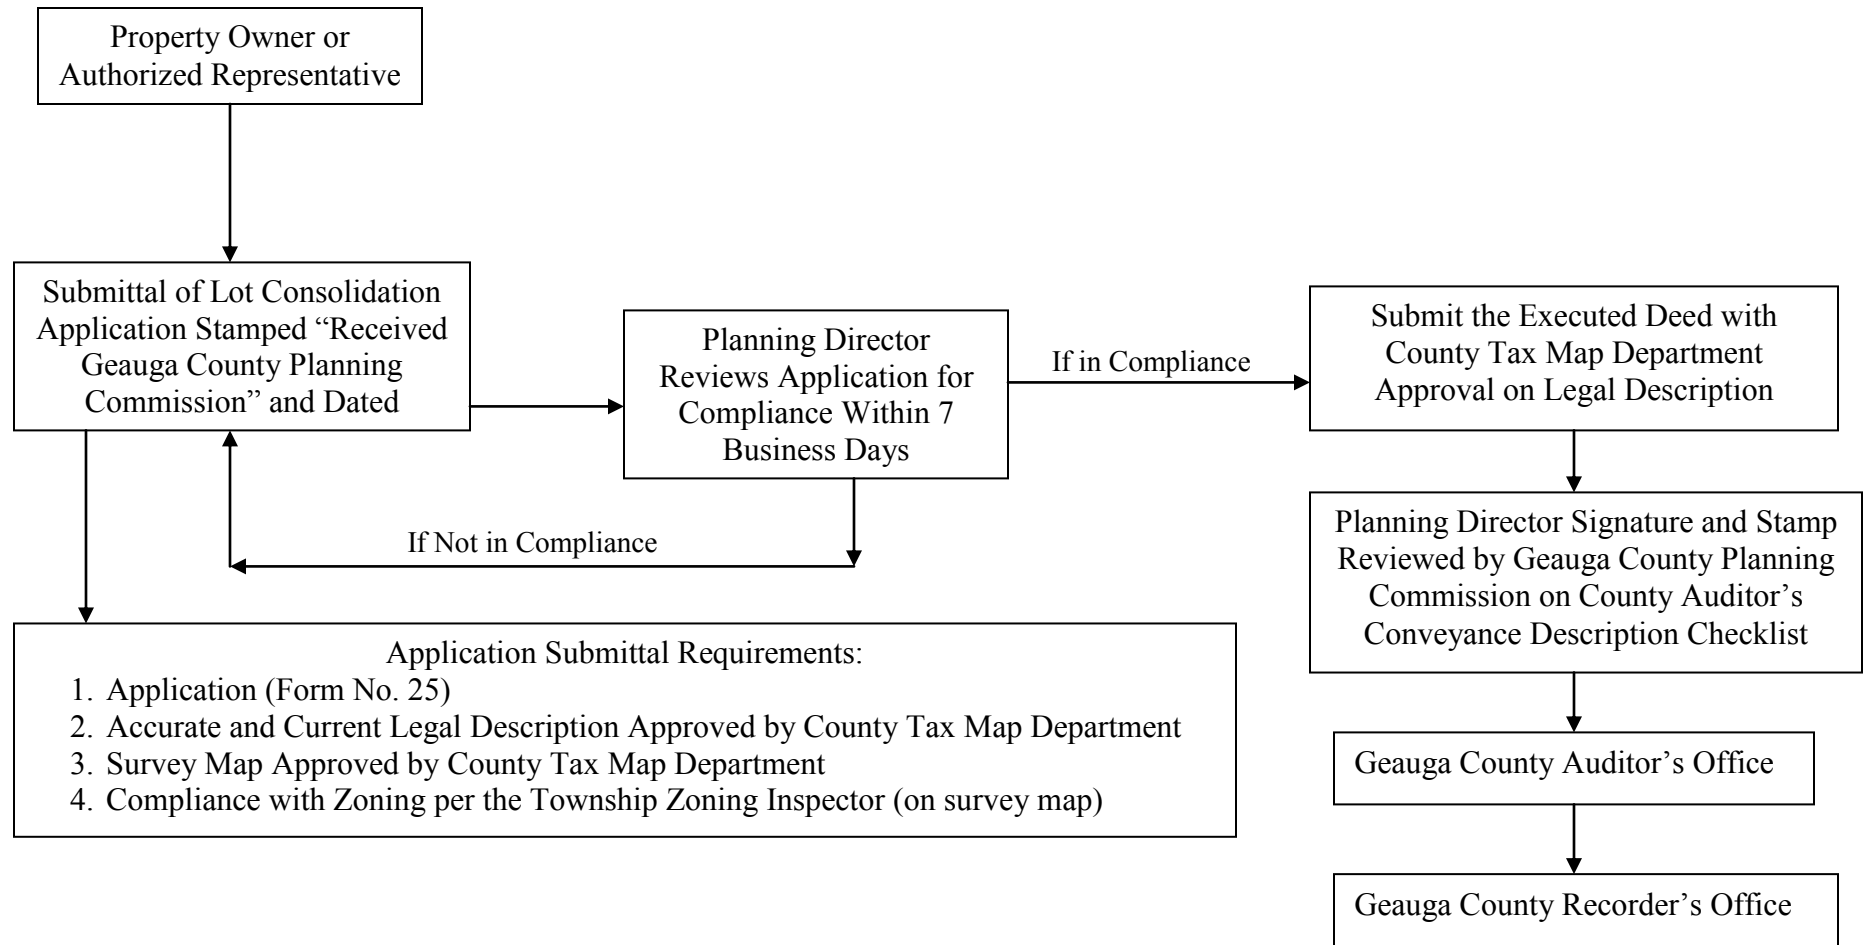 Property Owner or
Authorized Representative
Submittal of Lot Consolidation
Application Stamped “Received
Geauga County Planning
Commission” and Dated
Planning Director
Reviews Application for
Compliance Within 7
Business Days
If in Compliance
Submit the Executed Deed with
County Tax Map Department
Approval on Legal Description
If Not in Compliance
Planning Director Signature and Stamp
Reviewed by Geauga County Planning
Commission on County Auditor’s
Conveyance Description Checklist
Application Submittal Requirements:
1. Application (Form No. 25)
2. Accurate and Current Legal Description Approved by County Tax Map Department
3. Survey Map Approved by County Tax Map Department
4. Compliance with Zoning per the Township Zoning Inspector (on survey map)
Geauga County Auditor’s Office
Geauga County Recorder’s Office